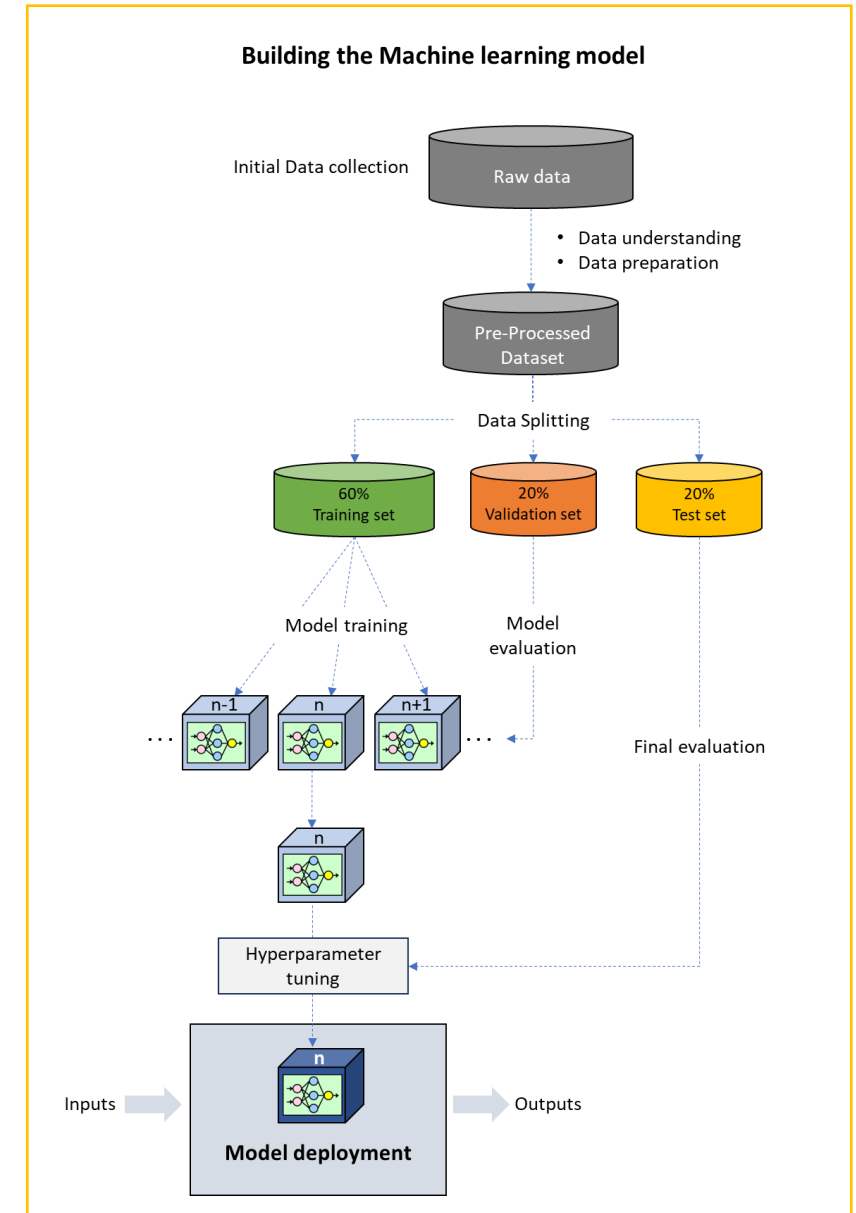 Building the Machine learning model
Initial Data collection
Raw data
• Data understanding
• Data preparation
Pre-Processed
Dataset
Data Splitting
60%
Training set
20%
Validation set
20%
Test set
Model training
Model
evaluation
n-1
n
n+1
...
...
Final evaluation
n
Hyperparameter
tuning
n
Inputs
Outputs
Model deployment